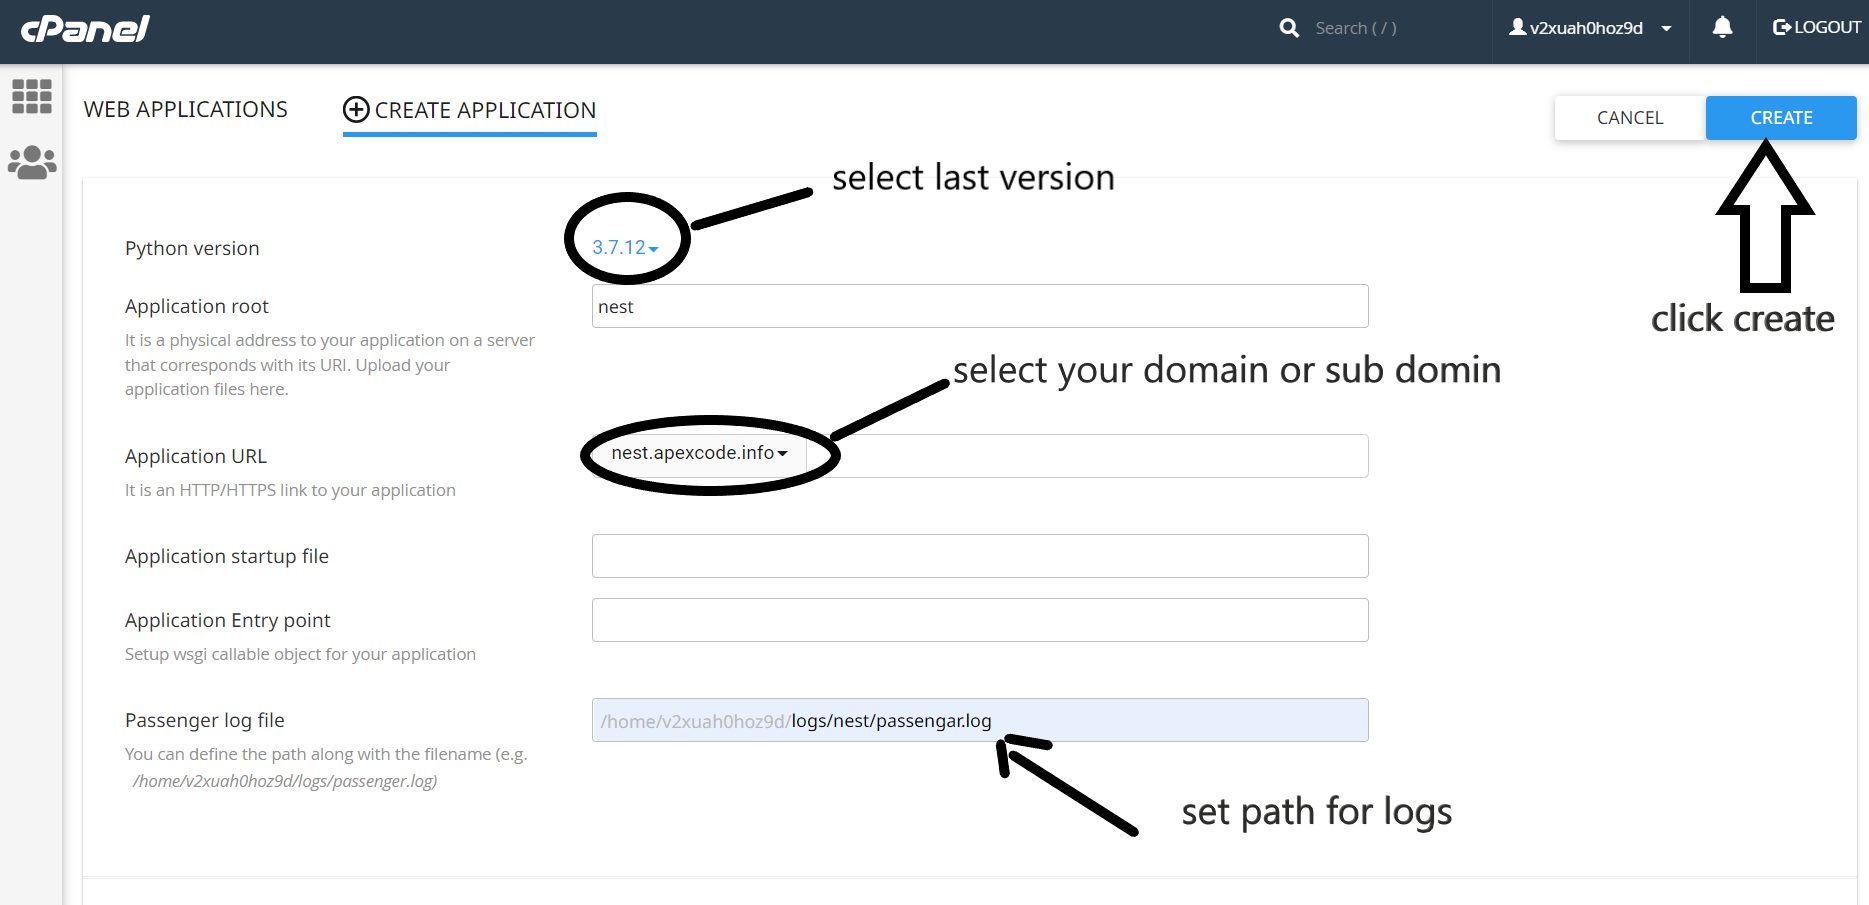 cPanel
Search ( / )
v2xuah0hoz9d
LOGOUT
WEB APPLICATIONS
CREATE APPLICATION
CANCEL
CREATE
select last version
Python version
3.7.12
Application root
nest
click create
It is a physical address to your application on a server
that corresponds with its URI. Upload your
application files here.
select your domain or sub domin
Application URL
nest.apexcode.info
It is an HTTP/HTTPS link to your application
Application startup file
Application Entry point
Setup wsgi callable object for your application
Passenger log file
/home/v2xuah0hoz9d/logs/nest/passengar.log
You can define the path along with the filename (e.g.
/home/v2xuah0hoz9d/logs/passenger.log)
set path for logs